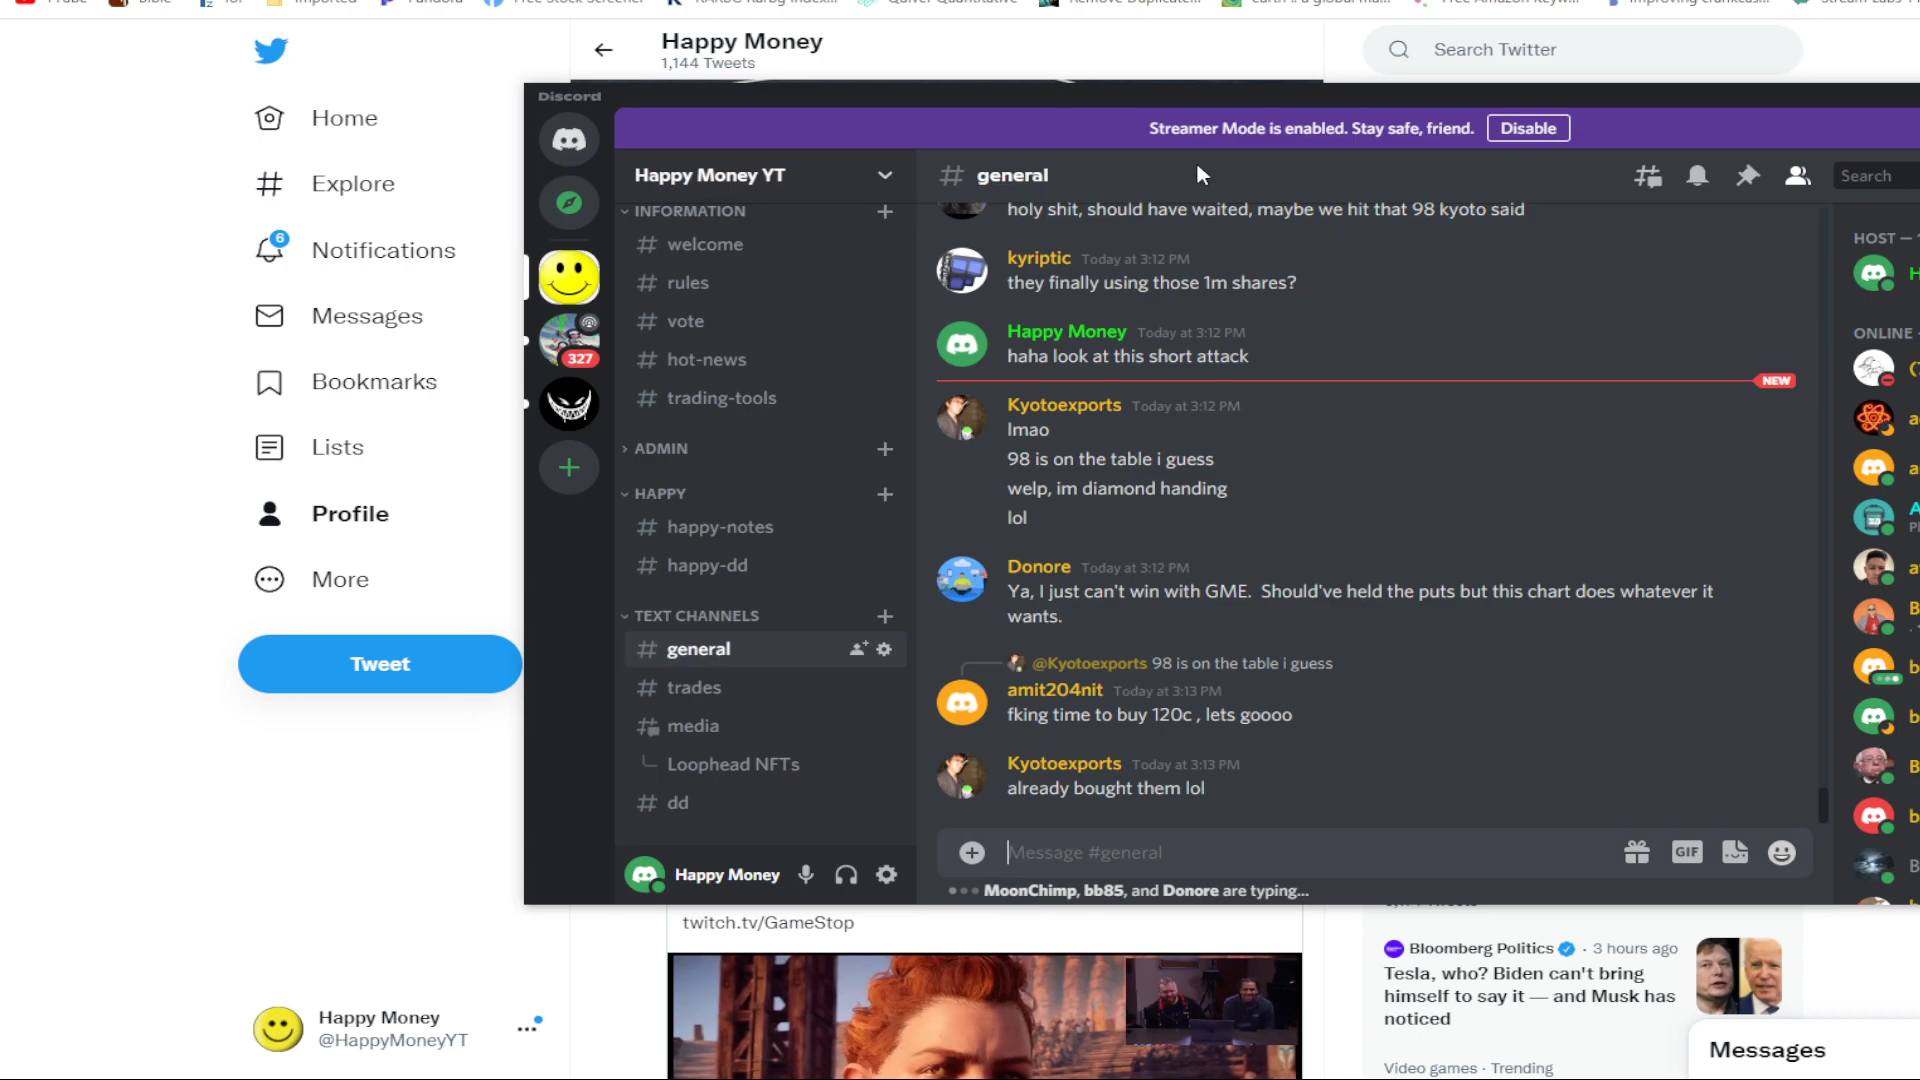 Happy Money
1,144 Tweets
Search Twitter
Home
Explore
6
Notifications
Messages
Bookmarks
Lists
Profile
More
Tweet
Happy Money
@HappyMoneyYT
Discord
Streamer Mode is enabled. Stay safe, friend.
Disable
327
Happy Money YT
INFORMATION
welcome
rules
vote
hot-news
trading-tools
ADMIN
HAPPY
happy-notes
happy-dd
TEXT CHANNELS
general
trades
media
Loophead NFTs
dd
Happy Money
general
Search
holy shit, should have waited, maybe we hit that 98 kyoto said
kyriptic Today at 3:12 PM
they finally using those 1m shares?
Happy Money Today at 3:12 PM
haha look at this short attack
NEW
Kyotoexports Today at 3:12 PM
lmao
98 is on the table i guess
welp, im diamond handing
lol
Donore Today at 3:12 PM
Ya, I just can't win with GME. Should've held the puts but this chart does whatever it
wants.
@Kyotoexports 98 is on the table i guess
amit204nit Today at 3:13 PM
fking time to buy 120c , lets goooo
Kyotoexports Today at 3:13 PM
already bought them lol
Message #general
GIF
MoonChimp, bb85, and Donore are typing...
HOST —
ONLINE
twitch.tv/GameStop
Bloomberg Politics · 3 hours ago
Tesla, who? Biden can't bring
himself to say it — and Musk has
noticed
Video games · Trending
Messages